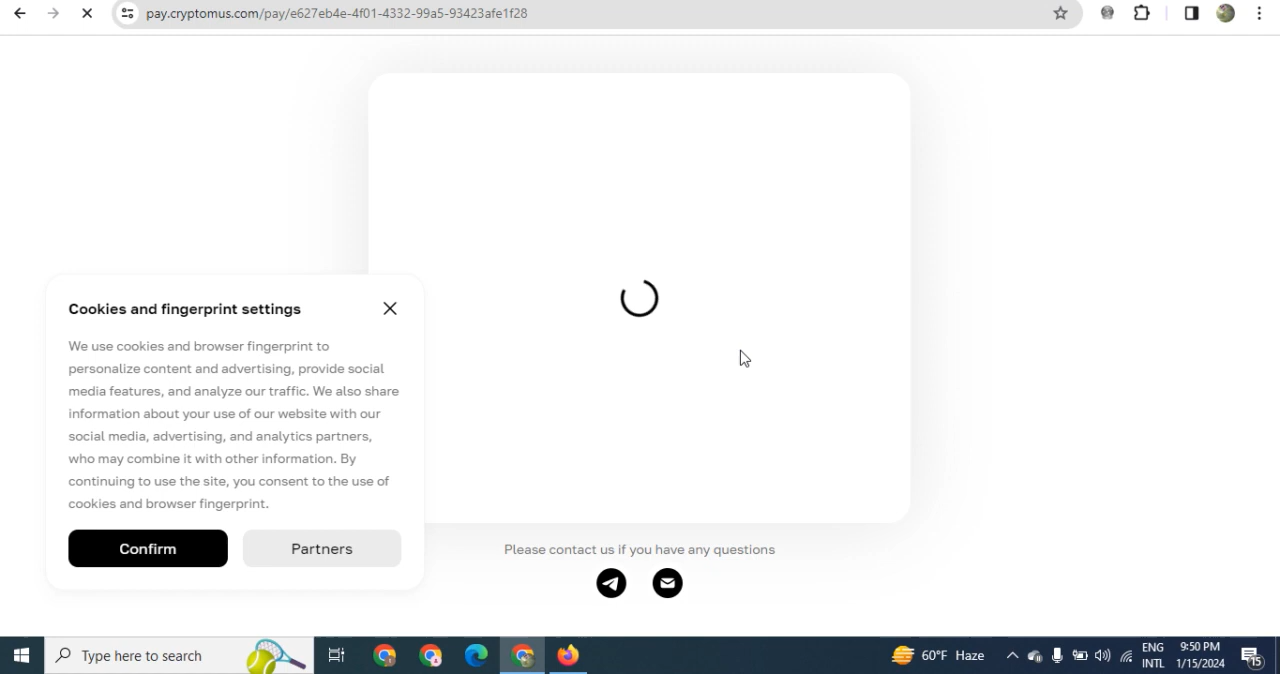 pay.cryptomus.com/pay/e627eb4e-4f01-4332-99a5-93423afe1f28
Cookies and fingerprint settings
We use cookies and browser fingerprint to
personalize content and advertising, provide social
media features, and analyze our traffic. We also share
information about your use of our website with our
social media, advertising, and analytics partners,
who may combine it with other information. By
continuing to use the site, you consent to the use of
cookies and browser fingerprint.
Confirm
Partners
Please contact us if you have any questions
Type here to search
60°F Haze
ENG
INTL
9:50 PM
1/15/2024
15